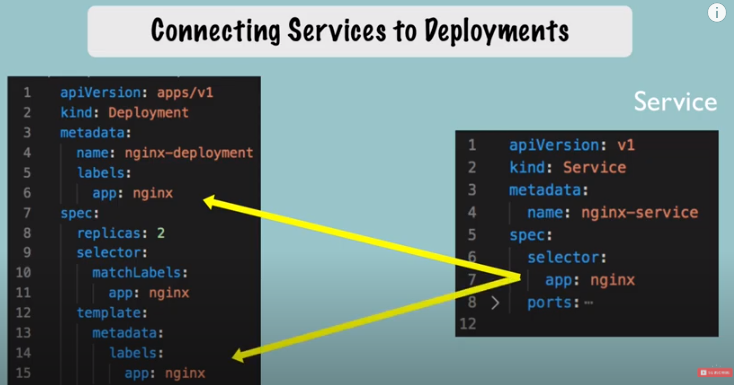 Connecting Services to Deployments
1 apiVersion: apps/v1
2 kind: Deployment
3 metadata:
4 name: nginx-deployment
5 labels:
6 app: nginx
7 spec:
8 replicas: 2
9 selector:
10 matchLabels:
11 app: nginx
12 template:
13 metadata:
14 labels:
15 app: nginx
Service
1 apiVersion: v1
2 kind: Service
3 metadata:
4 name: nginx-service
5 spec:
6 selector:
7 app: nginx
8 > ports:⋯
12
i
SUBSCRIBE